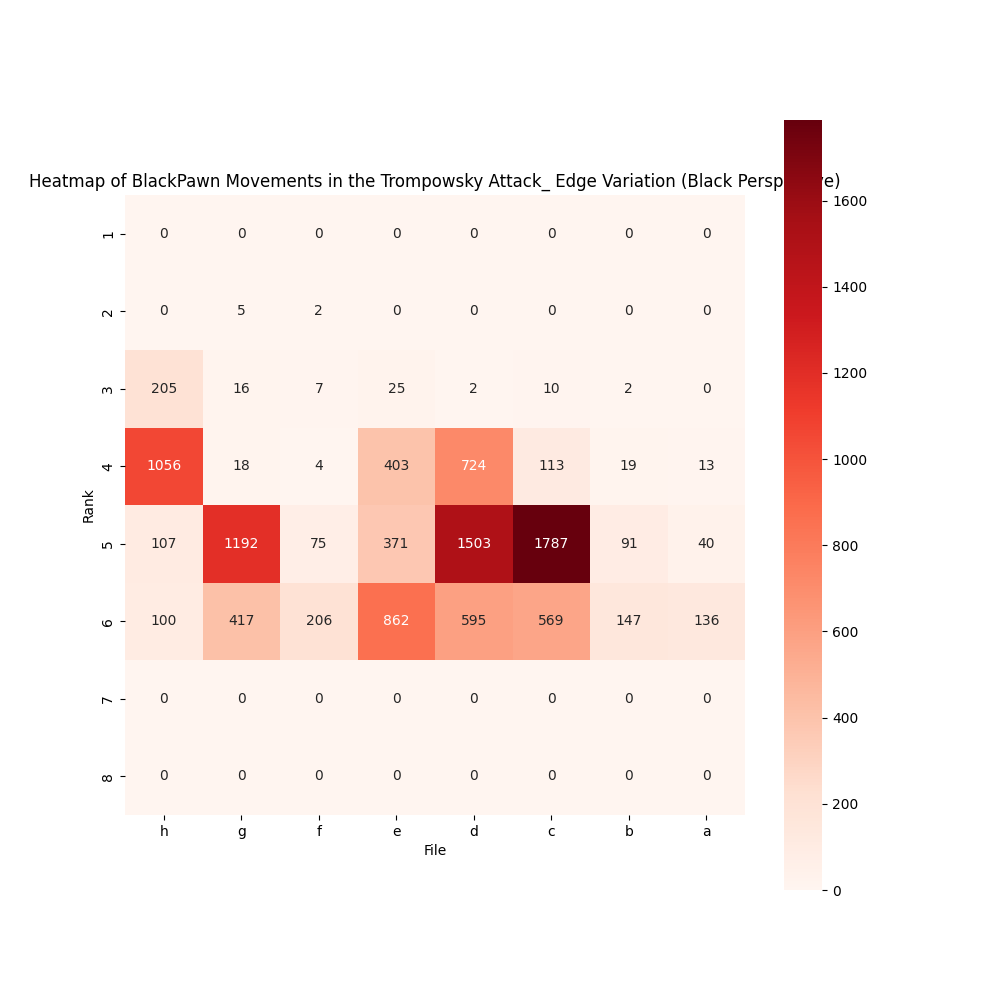 Heatmap of BlackPawn Movements in the Trompowsky Attack_ Edge Variation (Black Perspective)
1600
1400
1200
1000
800
600
400
200
0
Rank
1 0 0 0 0 0 0 0 0
2 0 5 2 0 0 0 0 0
3 205 16 7 25 2 10 2 0
4 1056 18 4 403 724 113 19 13
5 107 1192 75 371 1503 1787 91 40
6 100 417 206 862 595 569 147 136
7 0 0 0 0 0 0 0 0
8 0 0 0 0 0 0 0 0
h g f e d c b a
File